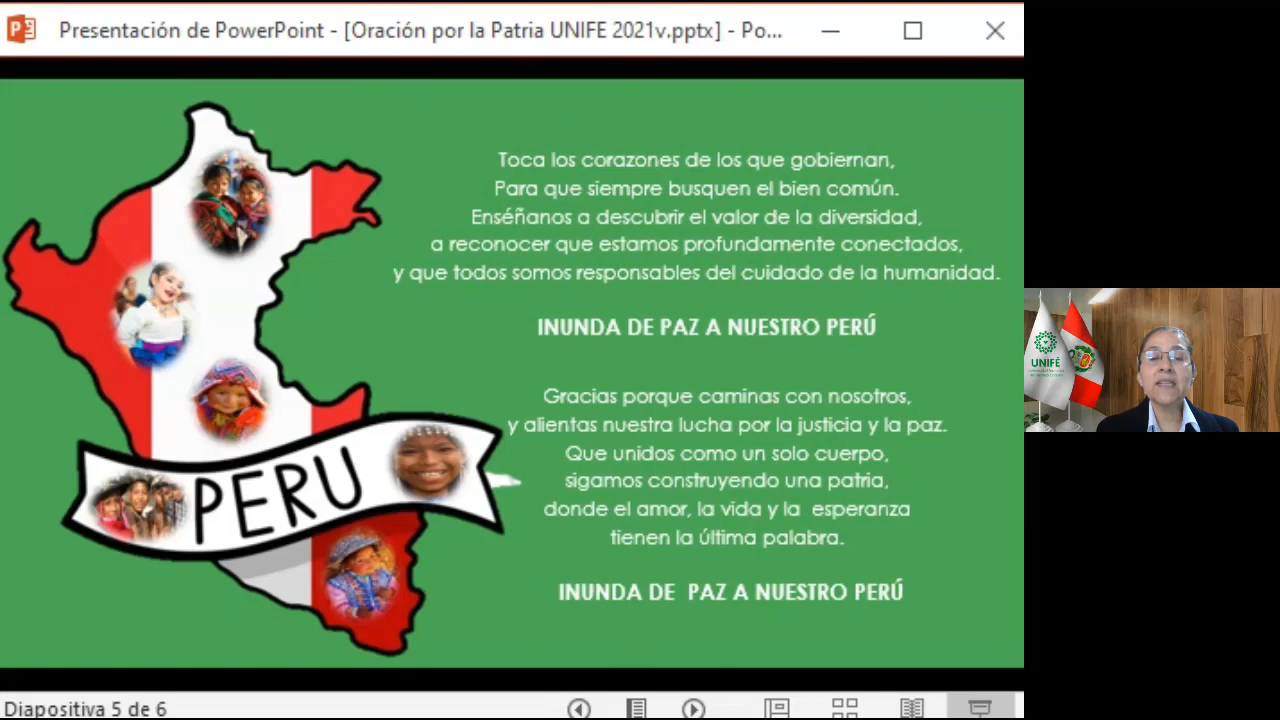 Presentación de PowerPoint - [Oración por la Patria UNIFE 2021v.pptx] - Po...
Toca los corazones de los que gobiernan,
Para que siempre busquen el bien común.
Enséñanos a descubrir el valor de la diversidad,
a reconocer que estamos profundamente conectados,
y que todos somos responsables del cuidado de la humanidad.
INUNDA DE PAZ A NUESTRO PERÚ
Gracias porque caminas con nosotros,
y alientas nuestra lucha por la justicia y la paz.
Que unidos como un solo cuerpo,
sigamos construyendo una patria,
donde el amor, la vida y la esperanza
tienen la última palabra.
INUNDA DE PAZ A NUESTRO PERÚ
PERU
UNIFÉ
Diapositiva 5 de 6